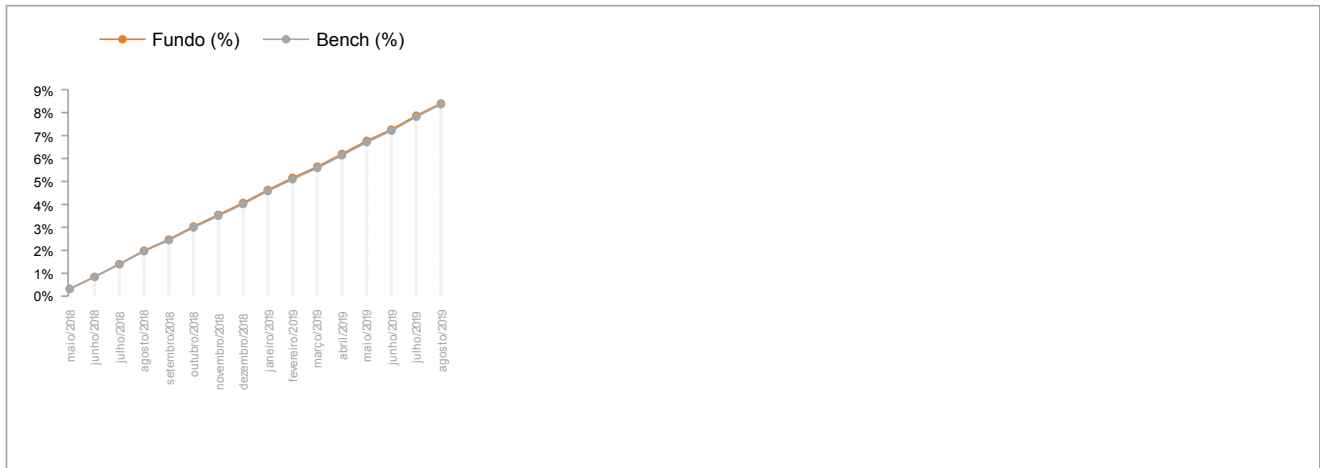 Fundo (%) Bench (%)
9%
8%
7%
6%
5%
4%
3%
2%
1%
0%
maio/2018
junho/2018
julho/2018
agosto/2018
setembro/2018
outubro/2018
novembro/2018
dezembro/2018
janeiro/2019
fevereiro/2019
março/2019
abril/2019
maio/2019
junho/2019
julho/2019
agosto/2019